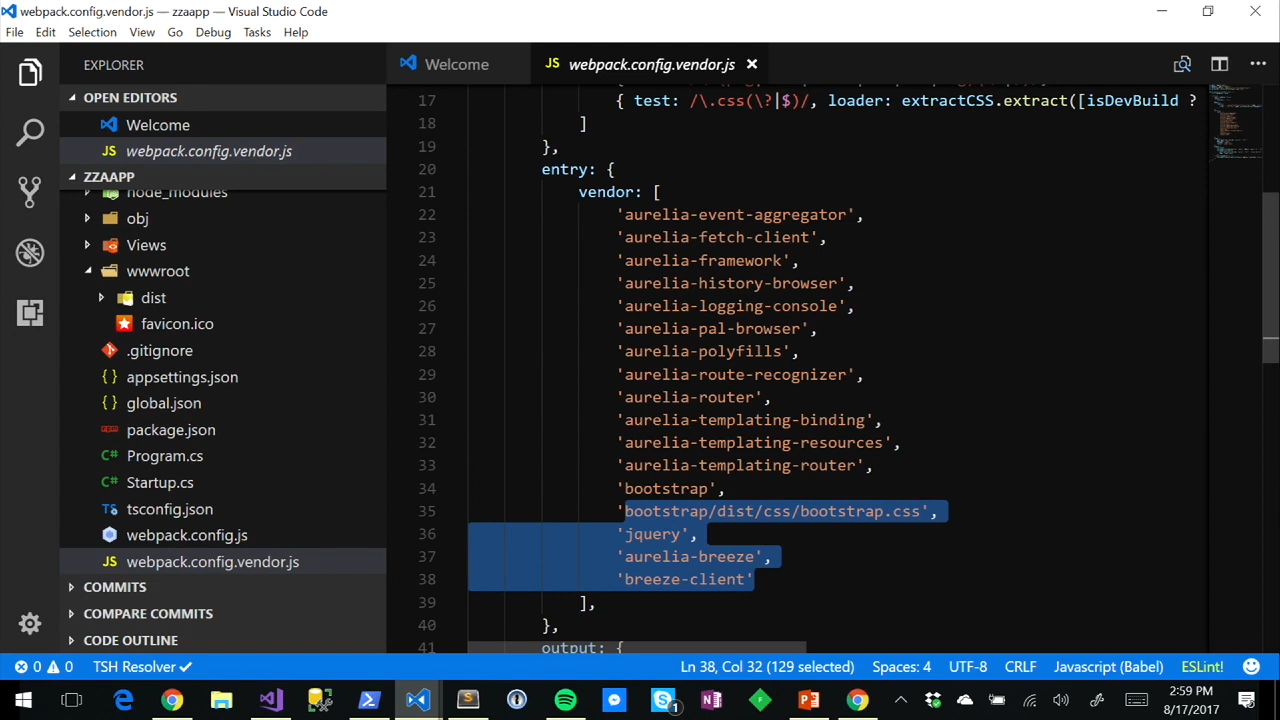 webpack.config.vendor.js - zzaapp - Visual Studio Code
File Edit Selection View Go Debug Tasks Help
EXPLORER
OPEN EDITORS
Welcome
JS webpack.config.vendor.js
ZZAAPP
node_modules
obj
Views
wwwroot
dist
favicon.ico
.gitignore
{ } appsettings.json
{ } global.json
package.json
Program.cs
Startup.cs
tsconfig.json
webpack.config.js
JS webpack.config.vendor.js
COMMITS
COMPARE COMMITS
CODE OUTLINE
Welcome
JS webpack.config.vendor.js
17 { test: /\.css(\?|$)/, loader: extractCSS.extract([isDevBuild ?
18 ]
19 },
20 entry: {
21 vendor: [
22 'aurelia-event-aggregator',
23 'aurelia-fetch-client',
24 'aurelia-framework',
25 'aurelia-history-browser',
26 'aurelia-logging-console',
27 'aurelia-pal-browser',
28 'aurelia-polyfills',
29 'aurelia-route-recognizer',
30 'aurelia-router',
31 'aurelia-templating-binding',
32 'aurelia-templating-resources',
33 'aurelia-templating-router',
34 'bootstrap',
35 'bootstrap/dist/css/bootstrap.css',
36 'jquery',
37 'aurelia-breeze',
38 'breeze-client'
39 ],
40 },
41 output: {
0 0 TSH Resolver Ln 38, Col 32 (129 selected) Spaces: 4 UTF-8 CRLF Javascript (Babel) ESLint!
2:59 PM
8/17/2017